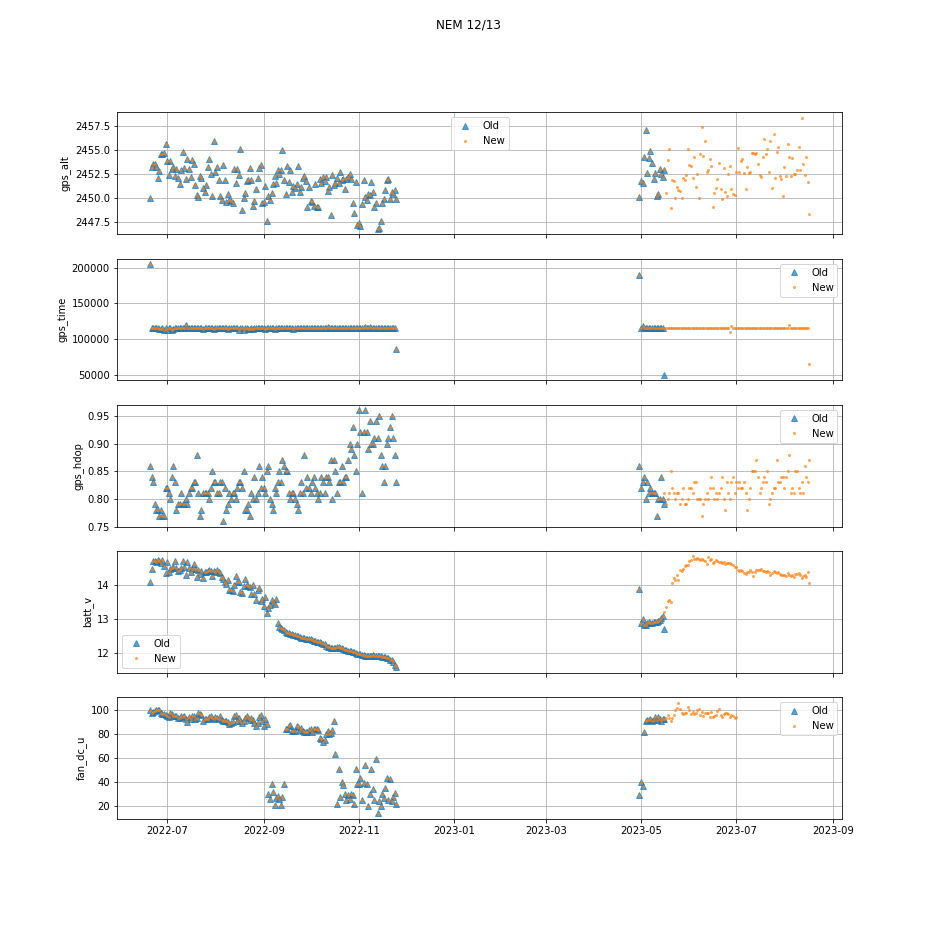 NEM 12/13
2457.5
2455.0
2452.5
2450.0
2447.5
gps_alt
Old
New
200000
150000
100000
50000
gps_time
Old
New
0.95
0.90
0.85
0.80
0.75
gps_hdop
Old
New
14
13
12
batt_v
Old
New
100
80
60
40
20
fan_dc_u
Old
New
2022-07 2022-09 2022-11 2023-01 2023-03 2023-05 2023-07 2023-09